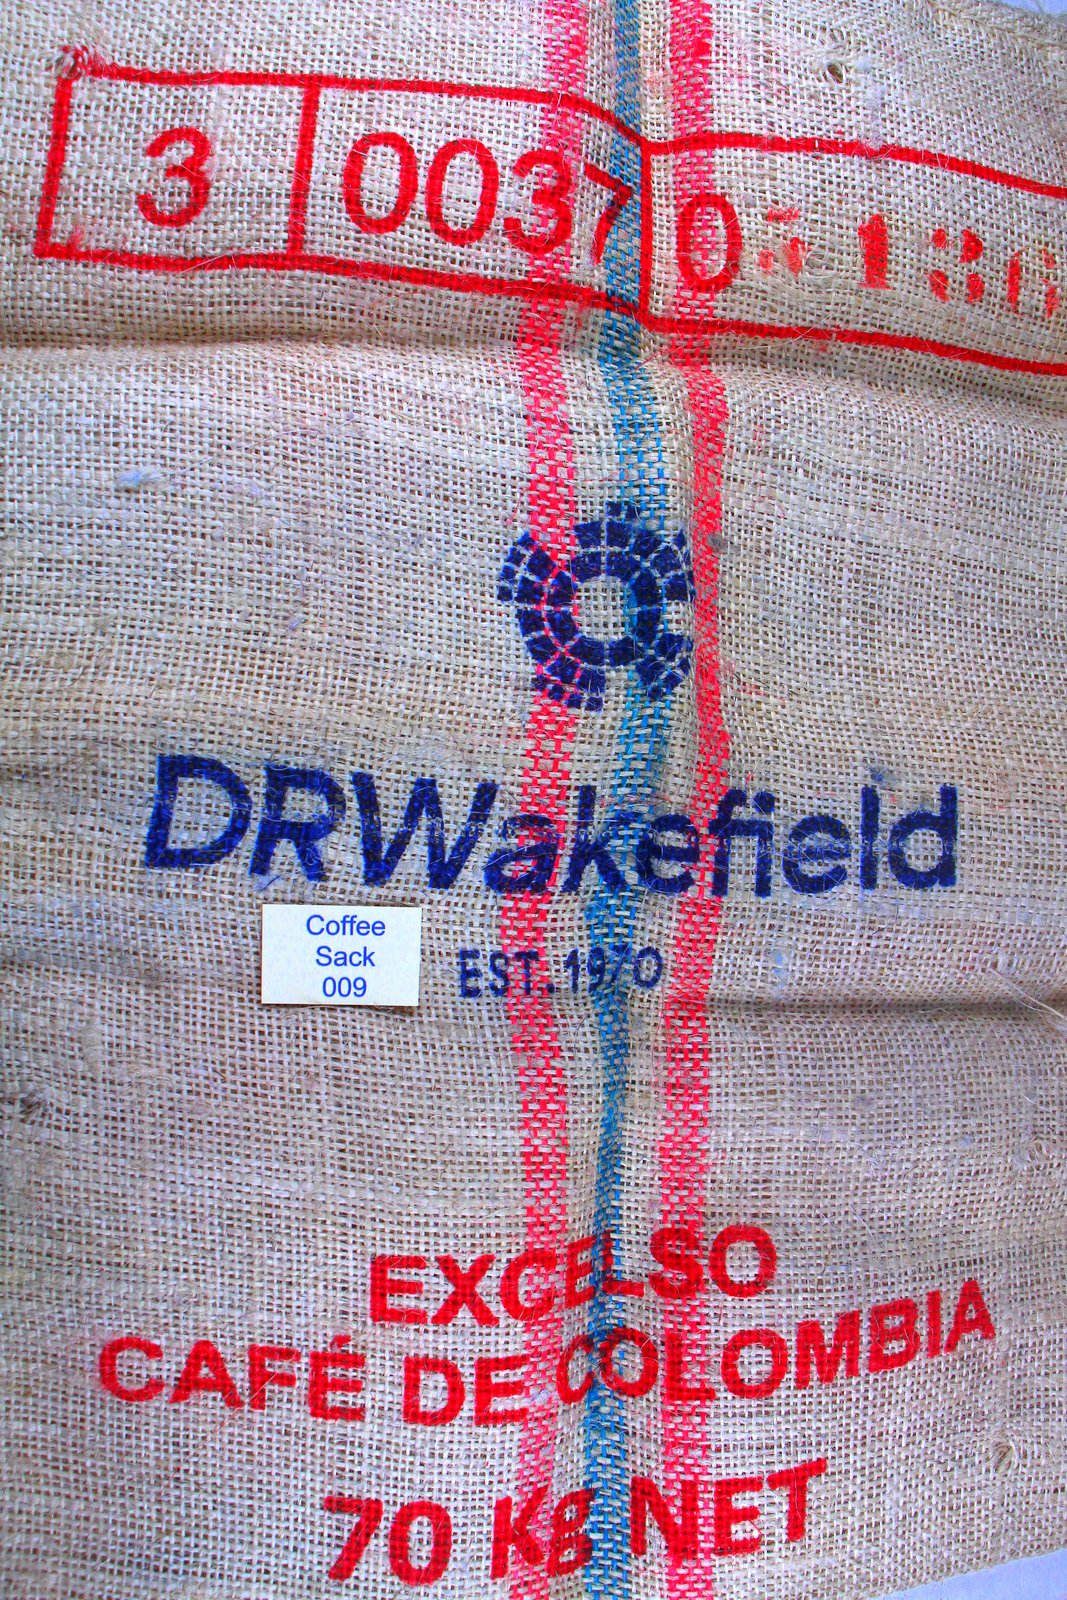 3 0037 0
DRWakefield
Coffee
Sack
009
EST. 1970
EXCELSO
CAFÉ DE COLOMBIA
70 KG NET